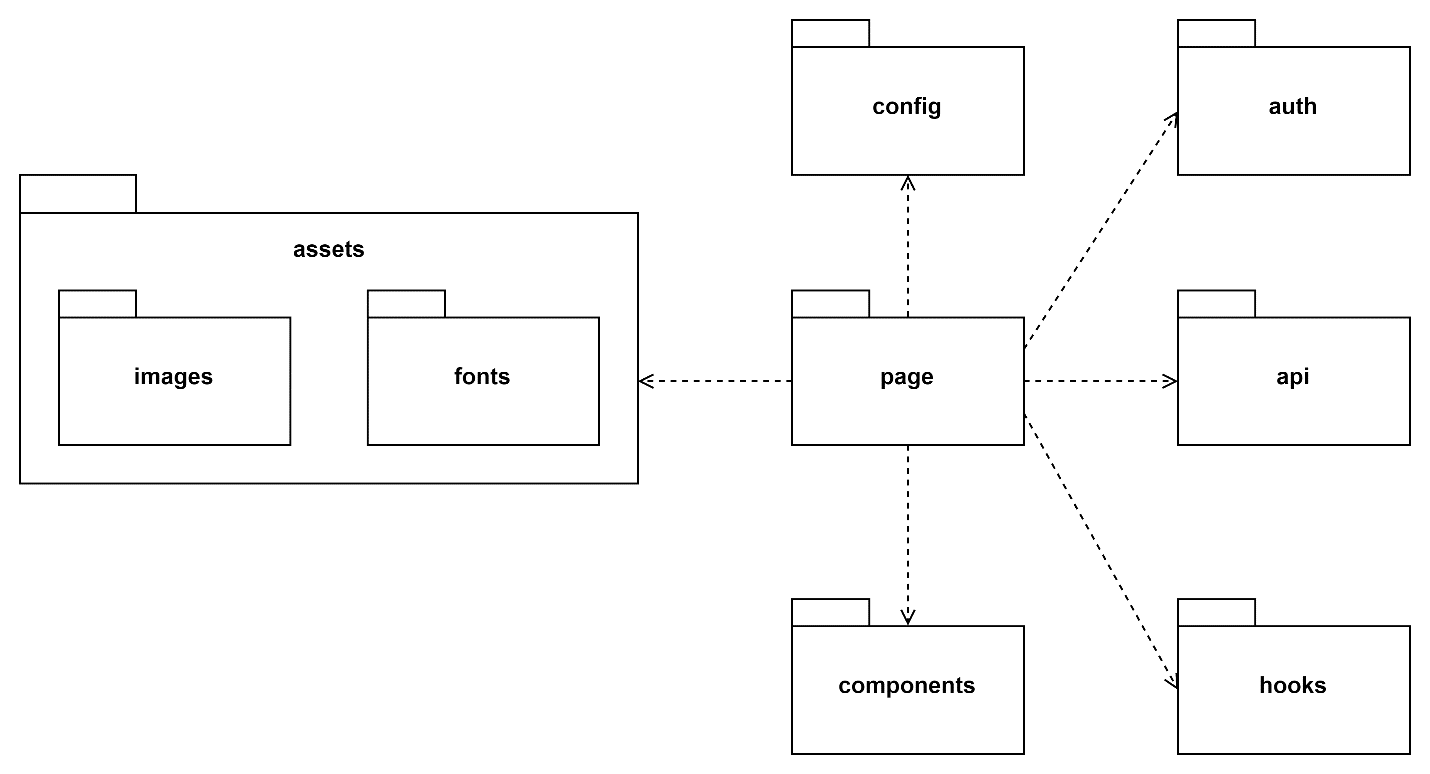 config
auth
assets
images
fonts
page
api
components
hooks